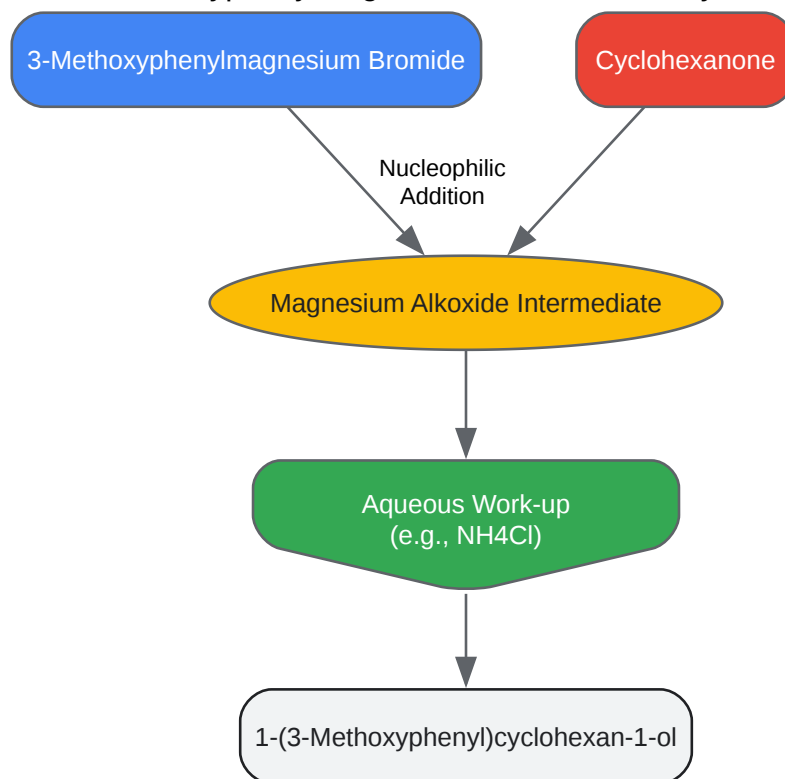 3-Methoxyphenylmagnesium Bromide
Cyclohexanone
Nucleophilic
Addition
Magnesium Alkoxide Intermediate
Aqueous Work-up
(e.g., NH4Cl)
1-(3-Methoxyphenyl)cyclohexan-1-ol